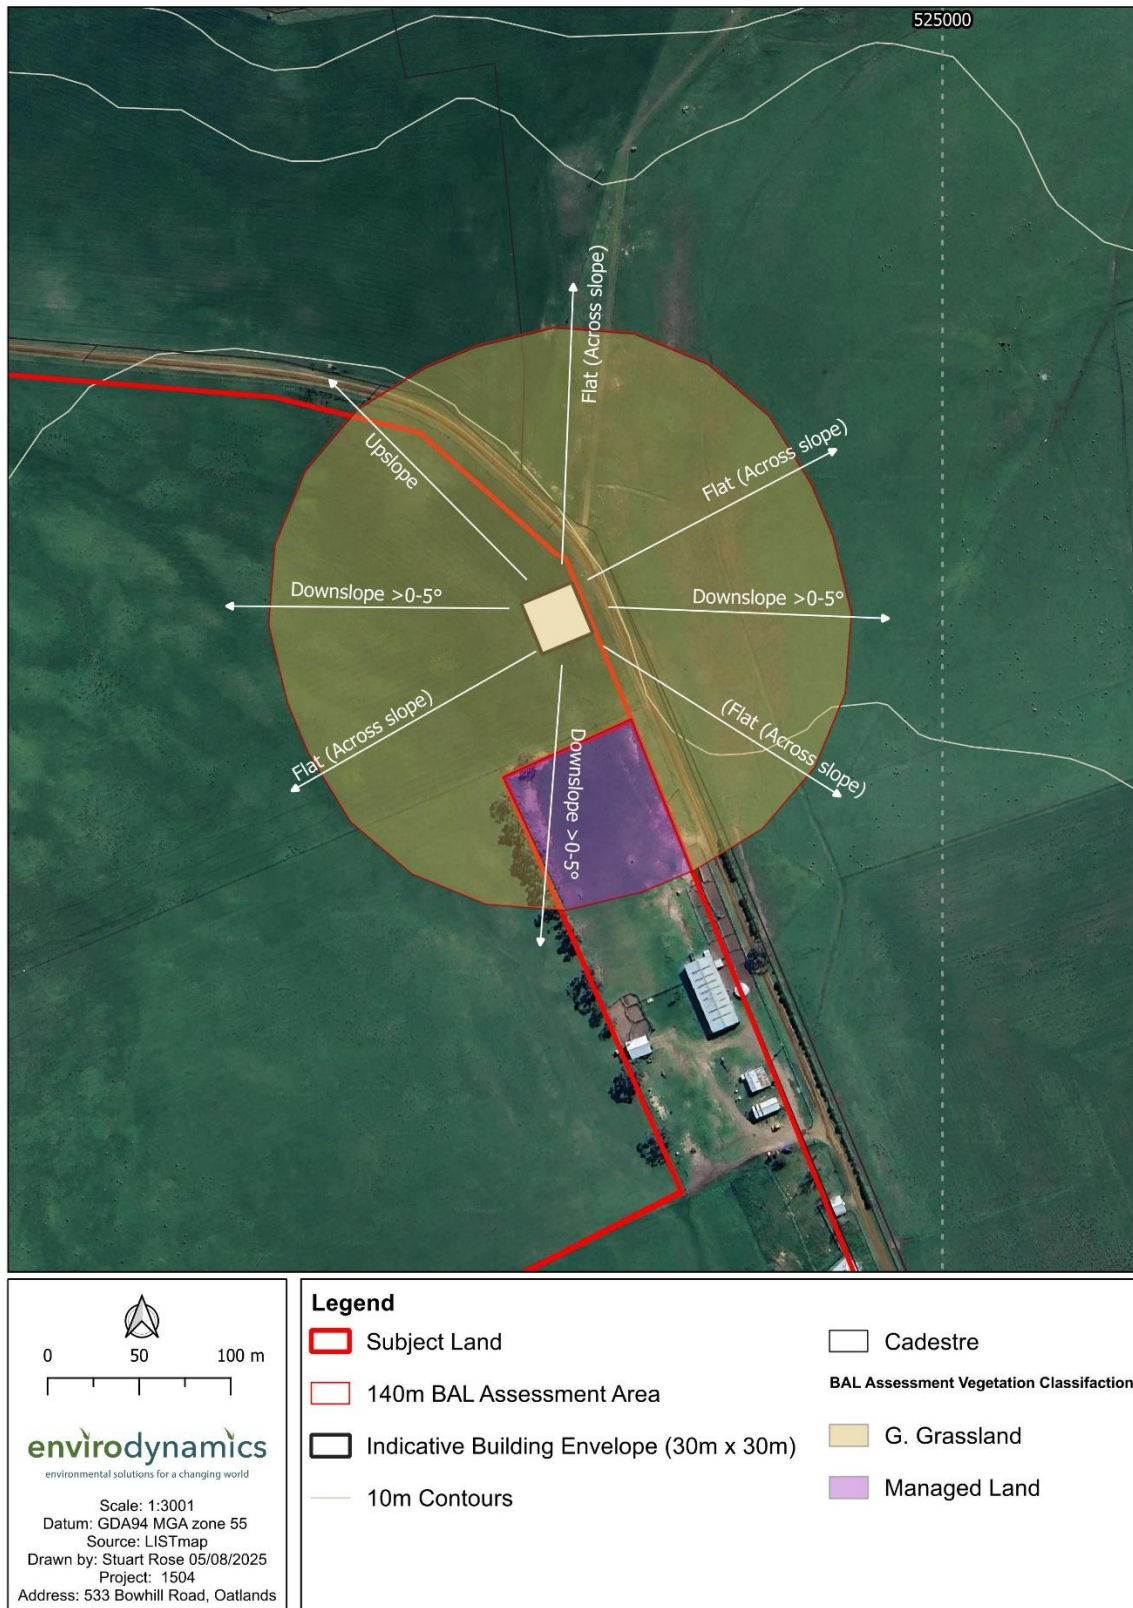 525000
Flat (Across slope)
Upslope
Flat (Across slope)
Downslope >0-5°
Downslope >0-5°
Flat (Across slope)
(Flat (Across slope)
Downslope >0-5°
0 50 100 m
envirodynamics
environmental solutions for a changing world
Scale: 1:3001
Datum: GDA94 MGA zone 55
Source: LISTmap
Drawn by: Stuart Rose 05/08/2025
Project: 1504
Address: 533 Bowhill Road, Oatlands
Legend
Subject Land
140m BAL Assessment Area
Indicative Building Envelope (30m x 30m)
10m Contours
Cadestre
BAL Assessment Vegetation Classifaction
G. Grassland
Managed Land